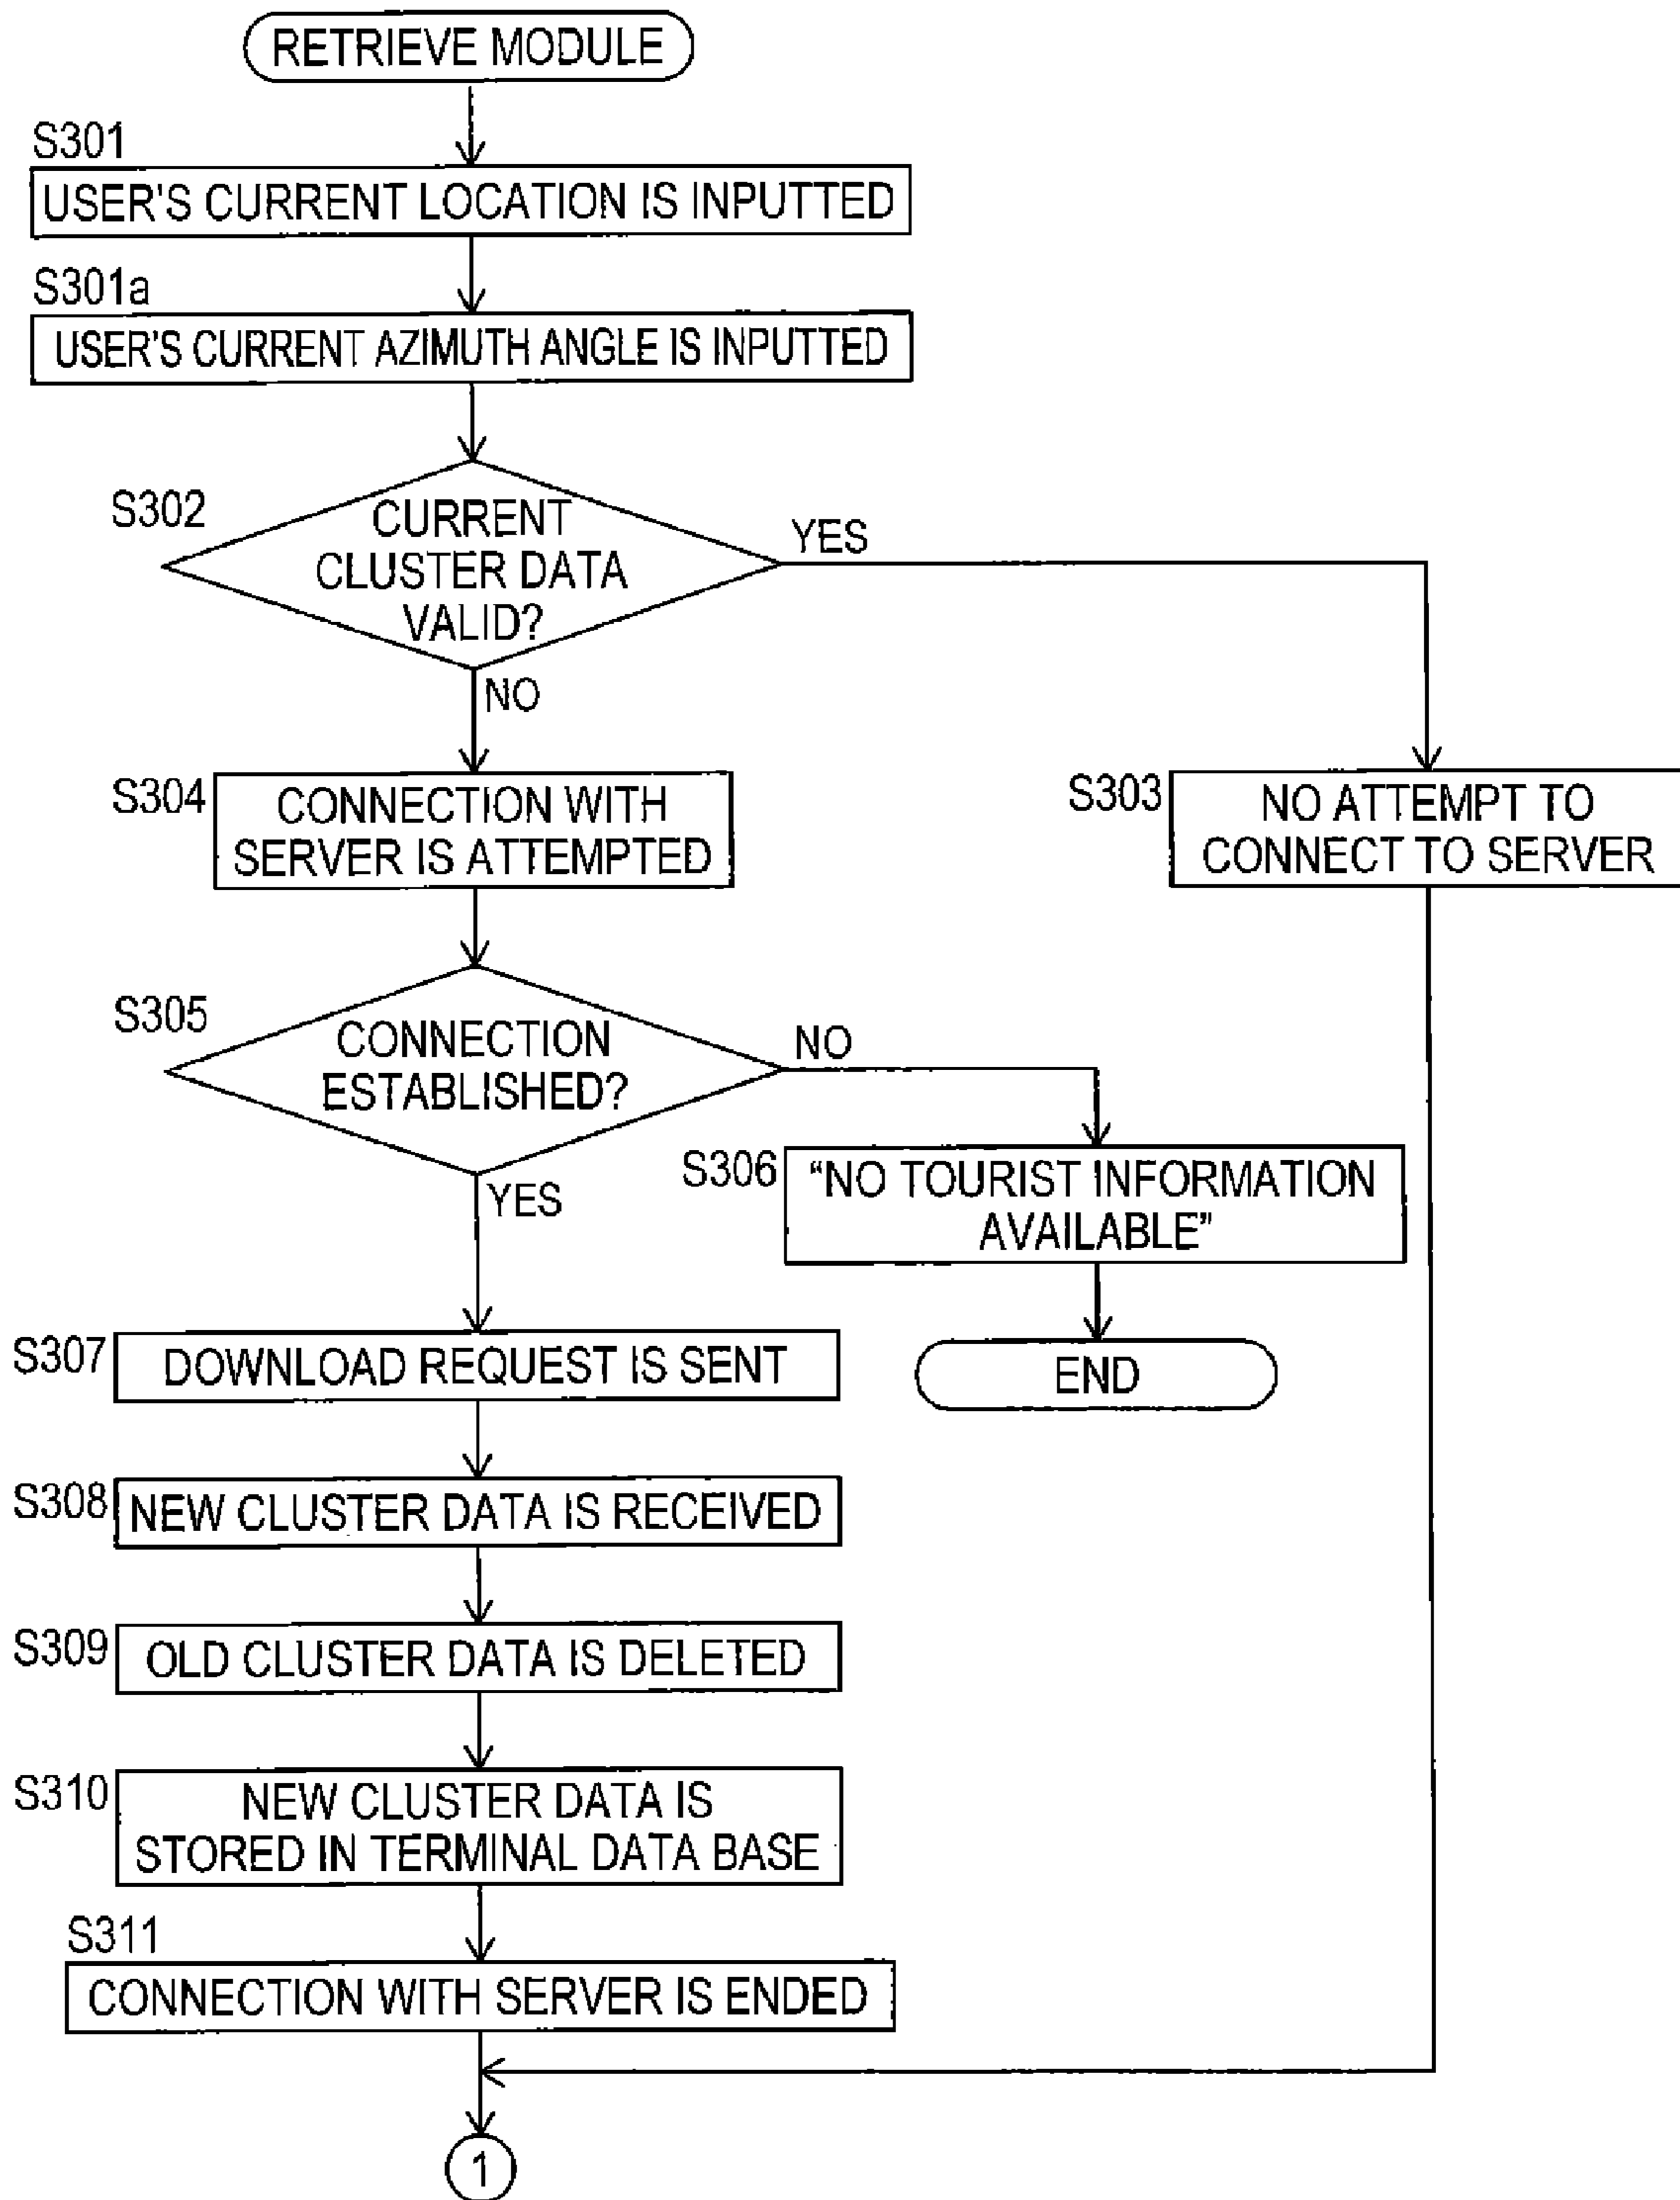 RETRIEVE MODULE
S301
USER'S CURRENT LOCATION IS INPUTTED
S301a
USER'S CURRENT AZIMUTH ANGLE IS INPUTTED
S302
CURRENT
CLUSTER DATA
VALID?
YES
NO
S304
CONNECTION WITH
SERVER IS ATTEMPTED
S303
NO ATTEMPT TO
CONNECT TO SERVER
S305
CONNECTION
ESTABLISHED?
NO
YES
S306
“NO TOURIST INFORMATION
AVAILABLE”
END
S307
DOWNLOAD REQUEST IS SENT
S308
NEW CLUSTER DATA IS RECEIVED
S309
OLD CLUSTER DATA IS DELETED
S310
NEW CLUSTER DATA IS
STORED IN TERMINAL DATA BASE
S311
CONNECTION WITH SERVER IS ENDED
1